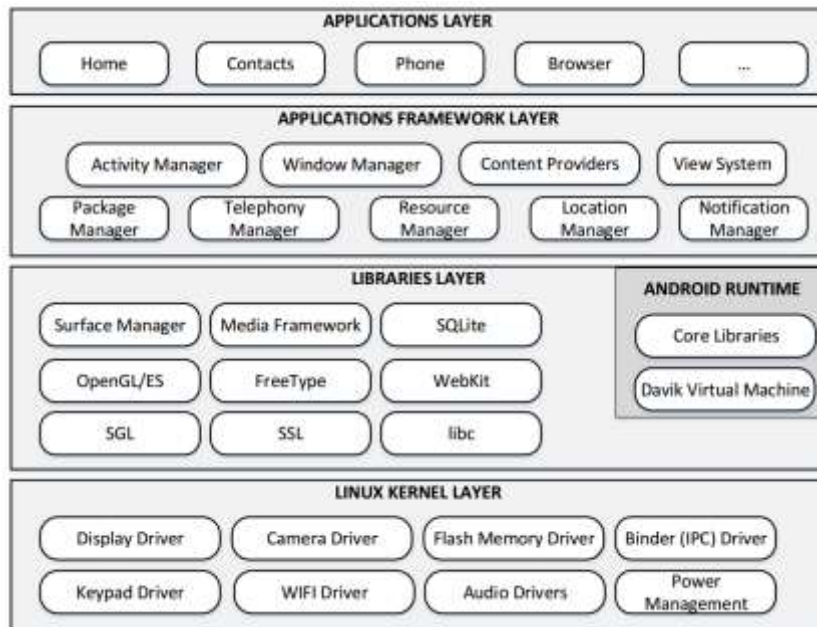 APPLICATIONS LAYER
Home
Contacts
Phone
Browser
...
APPLICATIONS FRAMEWORK LAYER
Activity Manager
Window Manager
Content Providers
View System
Package
Manager
Telephony
Manager
Resource
Manager
Location
Manager
Notification
Manager
LIBRARIES LAYER
Surface Manager
Media Framework
SQLite
OpenGL/ES
FreeType
WebKit
SGL
SSL
libc
ANDROID RUNTIME
Core Libraries
Davik Virtual Machine
LINUX KERNEL LAYER
Display Driver
Camera Driver
Flash Memory Driver
Binder (IPC) Driver
Keypad Driver
WIFI Driver
Audio Drivers
Power
Management